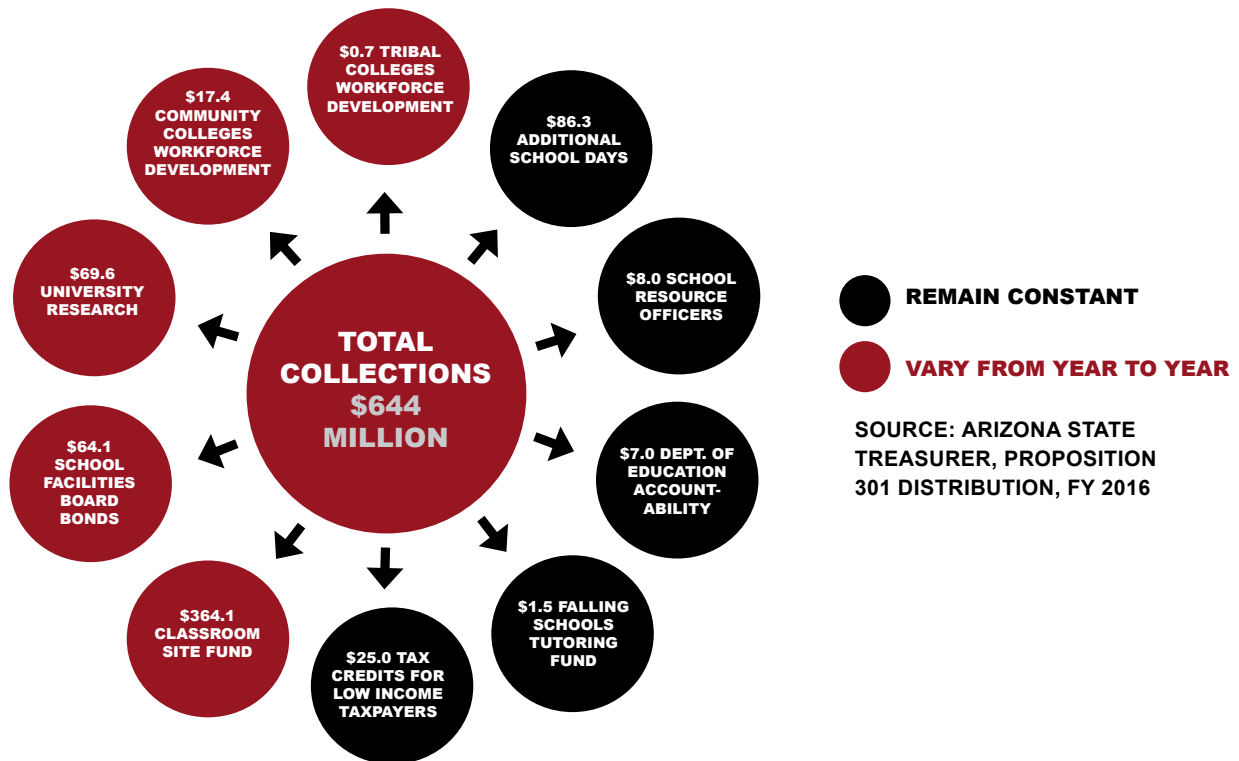 $0.7 TRIBAL
COLLEGES
WORKFORCE
DEVELOPMENT
$86.3
ADDITIONAL
SCHOOL DAYS
$8.0 SCHOOL
RESOURCE
OFFICERS
$7.0 DEPT. OF
EDUCATION
ACCOUNT-
ABILITY
$1.5 FALLING
SCHOOLS
TUTORING
FUND
$25.0 TAX
CREDITS FOR
LOW INCOME
TAXPAYERS
$364.1
CLASSROOM
SITE FUND
$64.1
SCHOOL
FACILITIES
BOARD
BONDS
$69.6
UNIVERSITY
RESEARCH
$17.4
COMMUNITY
COLLEGES
WORKFORCE
DEVELOPMENT
TOTAL
COLLECTIONS
$644
MILLION
REMAIN CONSTANT
VARY FROM YEAR TO YEAR
SOURCE: ARIZONA STATE
TREASURER, PROPOSITION
301 DISTRIBUTION, FY 2016